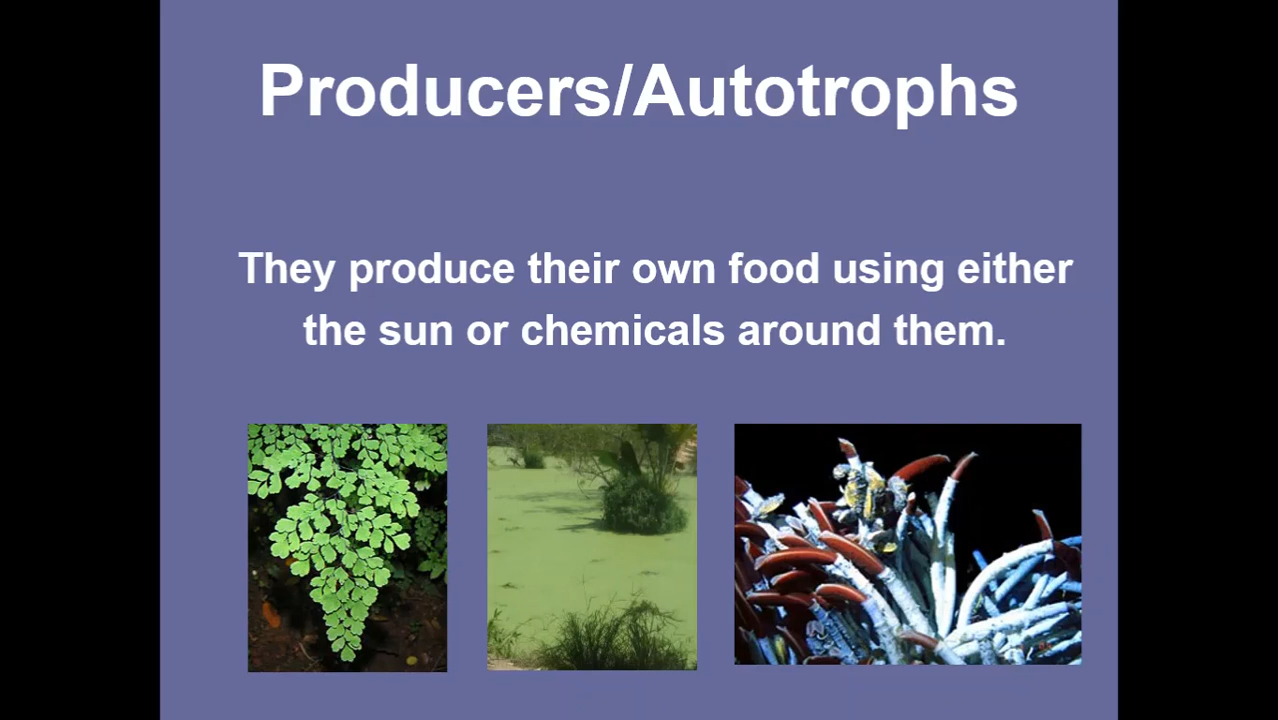 Producers/Autotrophs
They produce their own food using either
the sun or chemicals around them.